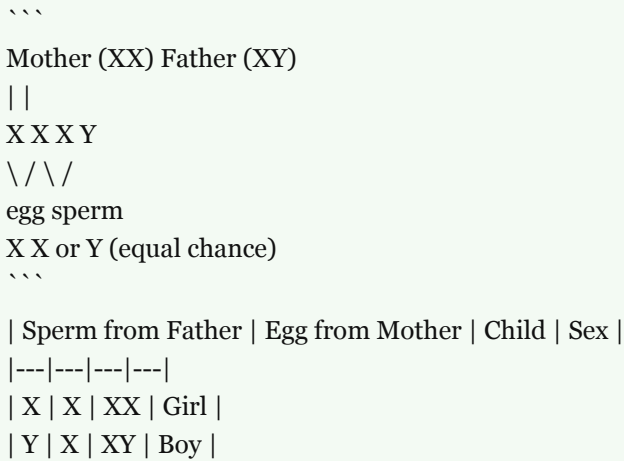 ```
Mother (XX) Father (XY)
| |
X X X Y
\ / \ /
egg sperm
X X or Y (equal chance)
```
| Sperm from Father | Egg from Mother | Child | Sex |
|---|---|---|---|
| X | X | XX | Girl |
| Y | X | XY | Boy |